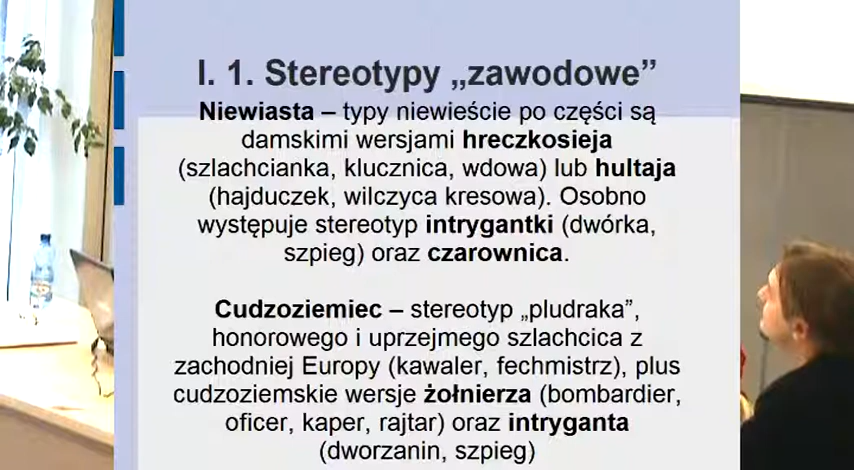 I. 1. Stereotypy „zawodowe”
Niewiasta – typy niewieście po części są
damskimi wersjami hreczkosieja
(szlachcianka, klucznica, wdowa) lub hultaja
(hajduczek, wilczyca kresowa). Osobno
występuje stereotyp intrygantki (dwórka,
szpieg) oraz czarownica.
Cudzoziemiec – stereotyp „pludraka”,
honorowego i uprzejmego szlachcica z
zachodniej Europy (kawaler, fechmistrz), plus
cudzoziemskie wersje żołnierza (bombardier,
oficer, kaper, rajtar) oraz intryganta
(dworzanin, szpieg)